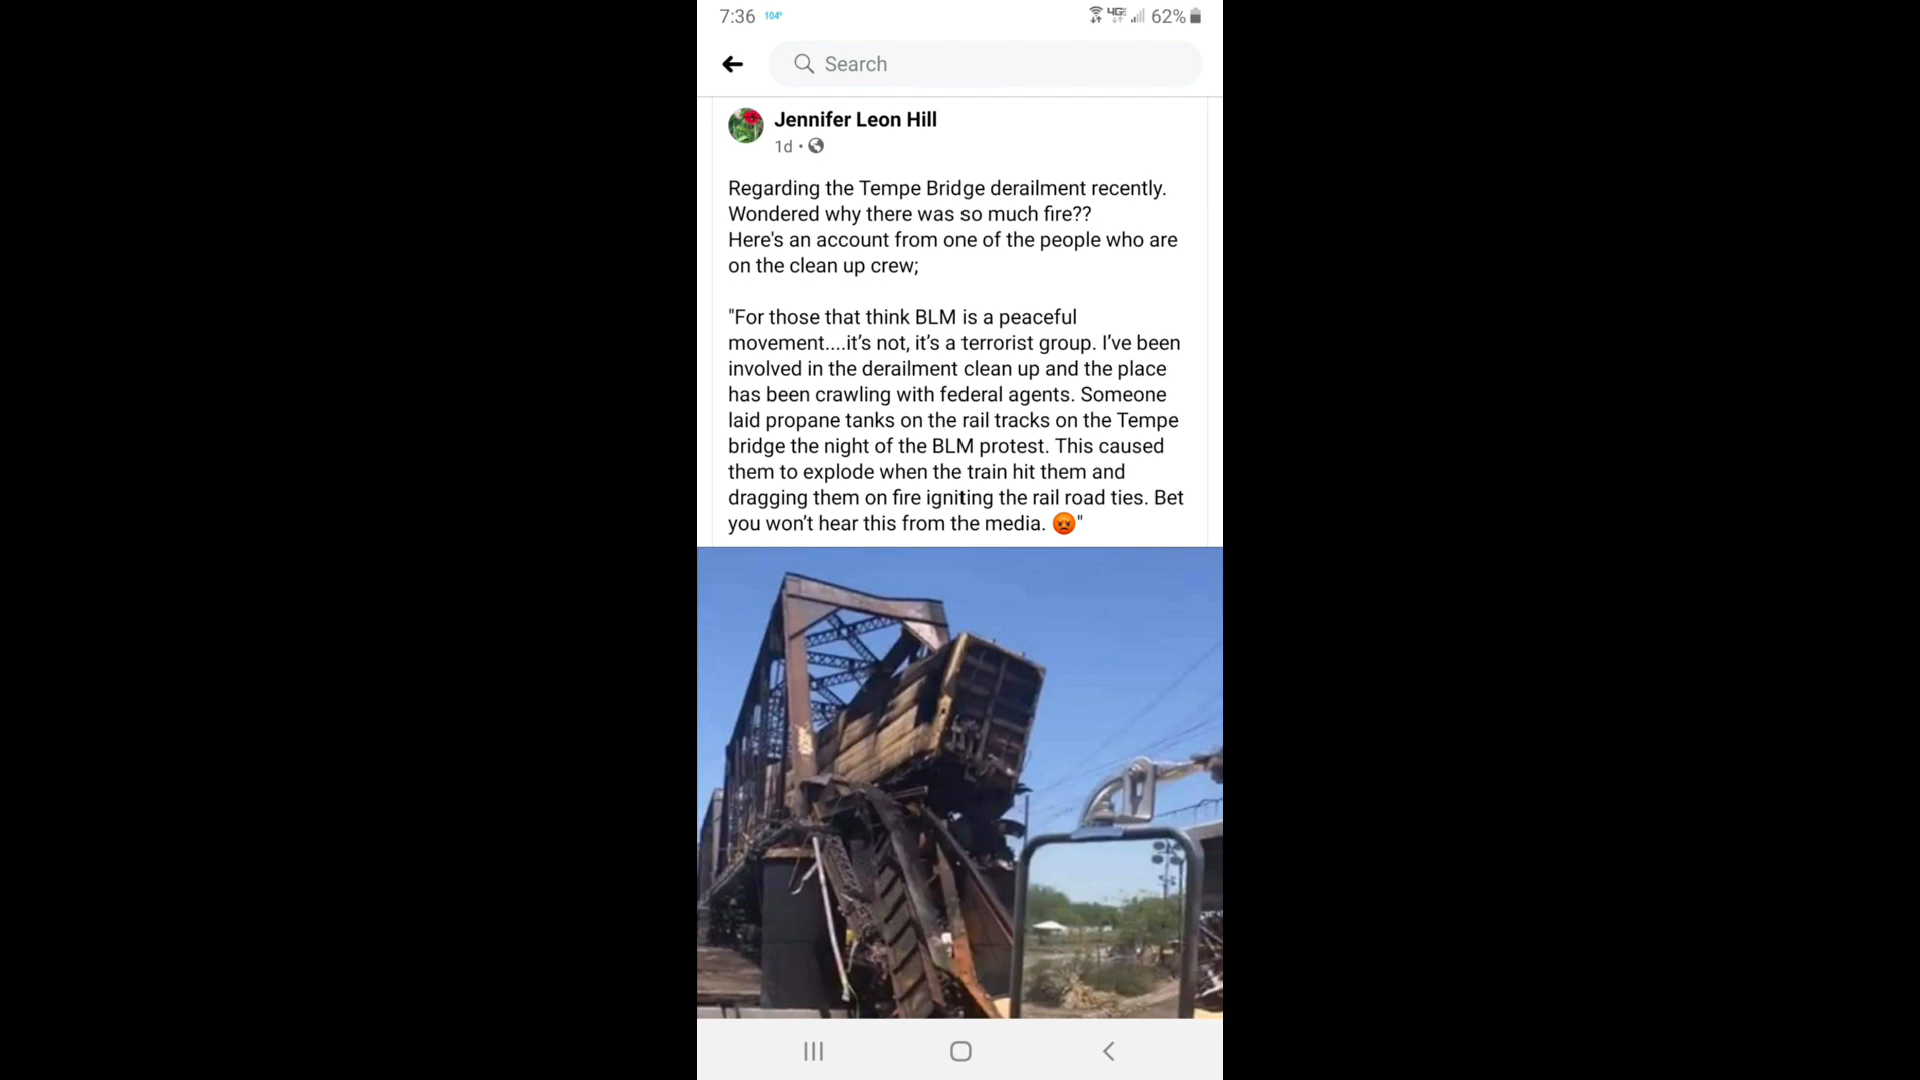 7:36 104° 62%
Search
Jennifer Leon Hill
1d •
Regarding the Tempe Bridge derailment recently.
Wondered why there was so much fire??
Here's an account from one of the people who are
on the clean up crew;
"For those that think BLM is a peaceful
movement....it’s not, it’s a terrorist group. I’ve been
involved in the derailment clean up and the place
has been crawling with federal agents. Someone
laid propane tanks on the rail tracks on the Tempe
bridge the night of the BLM protest. This caused
them to explode when the train hit them and
dragging them on fire igniting the rail road ties. Bet
you won’t hear this from the media. 😡"